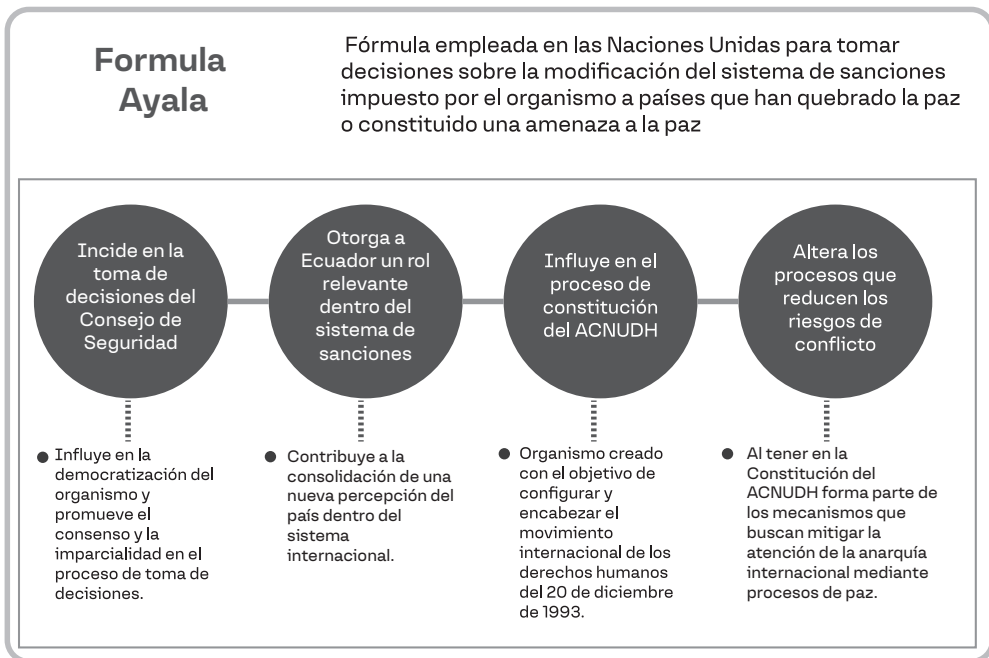 Formula
Ayala
Fórmula empleada en las Naciones Unidas para tomar
decisiones sobre la modificación del sistema de sanciones
impuesto por el organismo a países que han quebrado la paz
o constituido una amenaza a la paz
Incide en la
toma de
decisiones del
Consejo de
Seguridad
Otorga a
Ecuador un rol
relevante
dentro del
sistema de
sanciones
Influye en el
proceso de
constitución
del ACNUDH
Altera los
procesos que
reducen los
riesgos de
conflicto
● Influye en la
democratización del
organismo y
promueve el
consenso y la
imparcialidad en el
proceso de toma de
decisiones.
● Contribuye a la
consolidación de una
nueva percepción del
país dentro del
sistema
internacional.
● Organismo creado
con el objetivo de
configurar y
encabezar el
movimiento
internacional de los
derechos humanos
del 20 de diciembre
de 1993.
● Al tener en la
Constitución del
ACNUDH forma parte de
los mecanismos que
buscan mitigar la
atención de la anarquía
internacional mediante
procesos de paz.